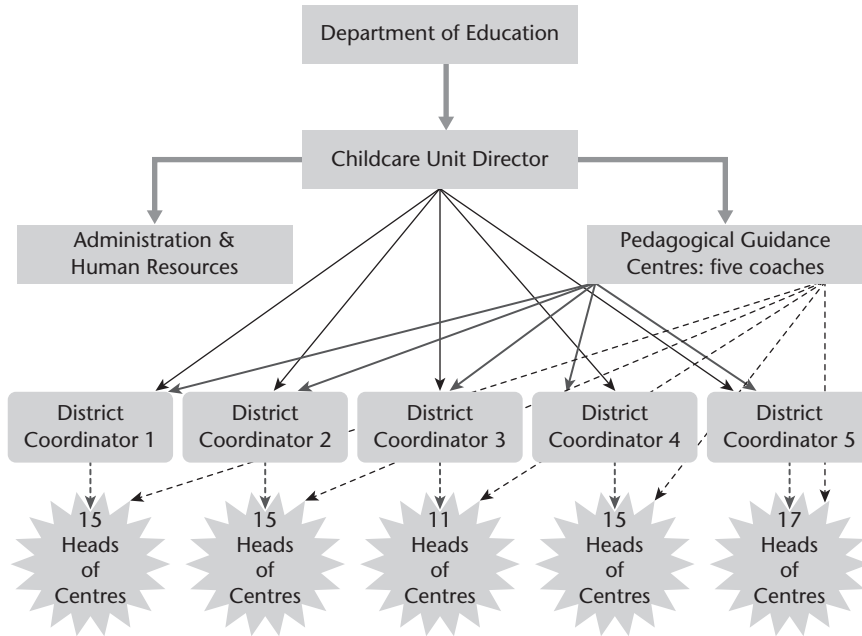 Department of Education
Childcare Unit Director
Administration &
Human Resources
Pedagogical Guidance
Centres: five coaches
District
Coordinator 1
District
Coordinator 2
District
Coordinator 3
District
Coordinator 4
District
Coordinator 5
15
Heads
of
Centres
15
Heads
of
Centres
11
Heads
of
Centres
15
Heads
of
Centres
17
Heads
of
Centres